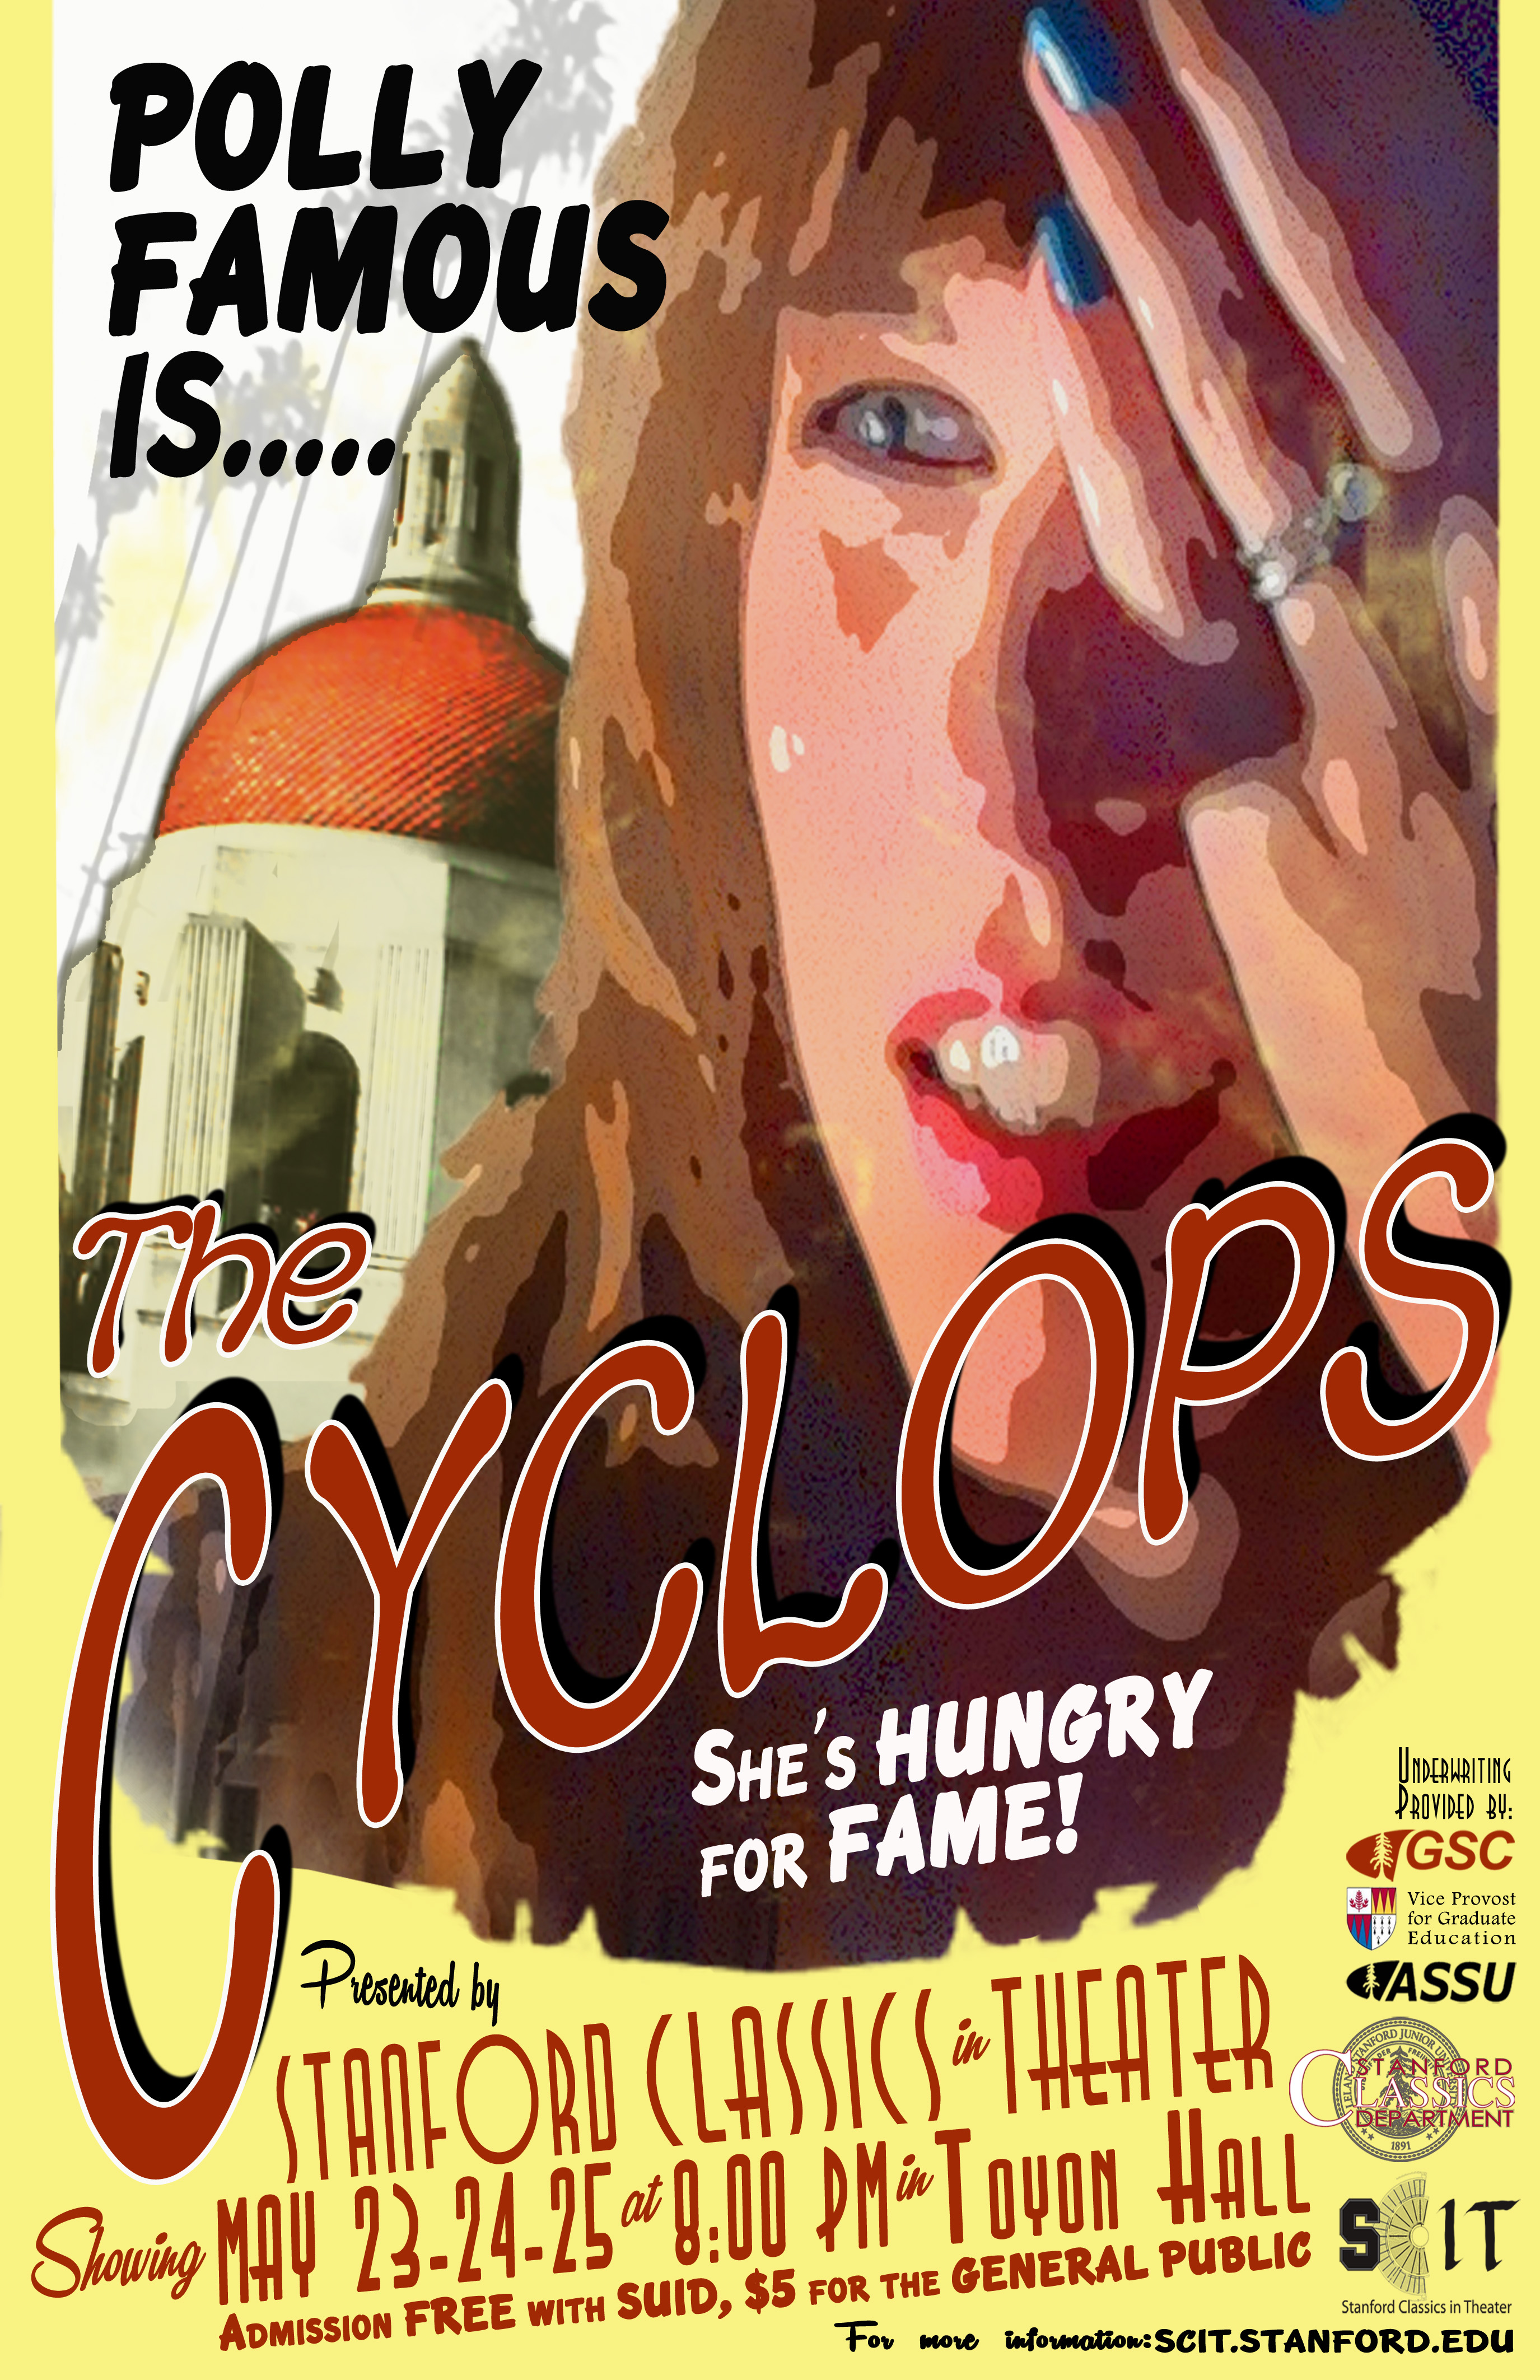 POLLY
FAMOUS
IS.....
The
CYCLOPS
SHE'S HUNGRY
FOR FAME!
UNDERWRITING
PROVIDED BY:
GSC
Vice Provost
for Graduate
Education
ASSU
STANFORD
CLASSICS
DEPARTMENT
1891
SCIT
Stanford Classics in Theater
Presented by
STANFORD CLASSICS in THEATER
Showing MAY 23-24-25 at 8:00 PM in TOYON HALL
ADMISSION FREE WITH SUID, $5 FOR THE GENERAL PUBLIC
For more information: SCIT.STANFORD.EDU